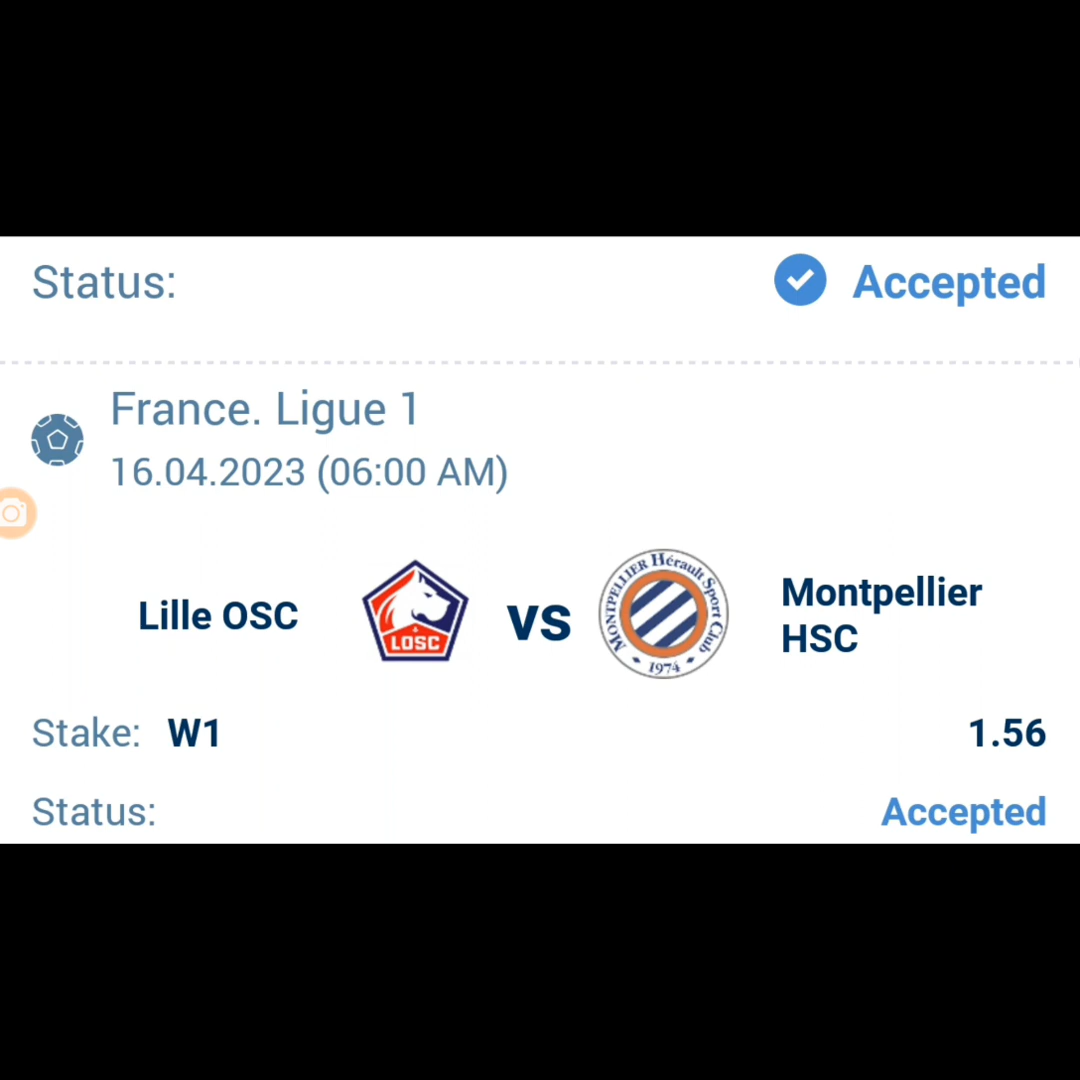 Status: Accepted
France. Ligue 1
16.04.2023 (06:00 AM)
Lille OSC LOSC vs MONTPELLIER Hérault Sport Club 1974 Montpellier
HSC
Stake: W1 1.56
Status: Accepted